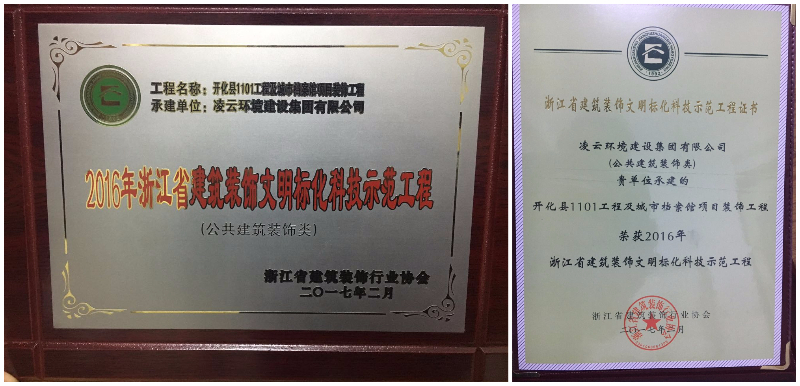 工程名称：开化县1101工程及城市档案馆项目装饰工程
承建单位：凌云环境建设集团有限公司
2016年浙江省建筑装饰文明标化科技示范工程
(公共建筑装饰类)
浙江省建筑装饰行业协会
二〇一七年二月
浙江省建筑装饰文明标化科技示范工程证书
凌云环境建设集团有限公司
(公共建筑装饰类)
贵单位承建的
开化县1101工程及城市档案馆项目装饰工程
荣获2016年
浙江省建筑装饰文明标化科技示范工程
浙江省建筑装饰行业协会
二〇一七年二月